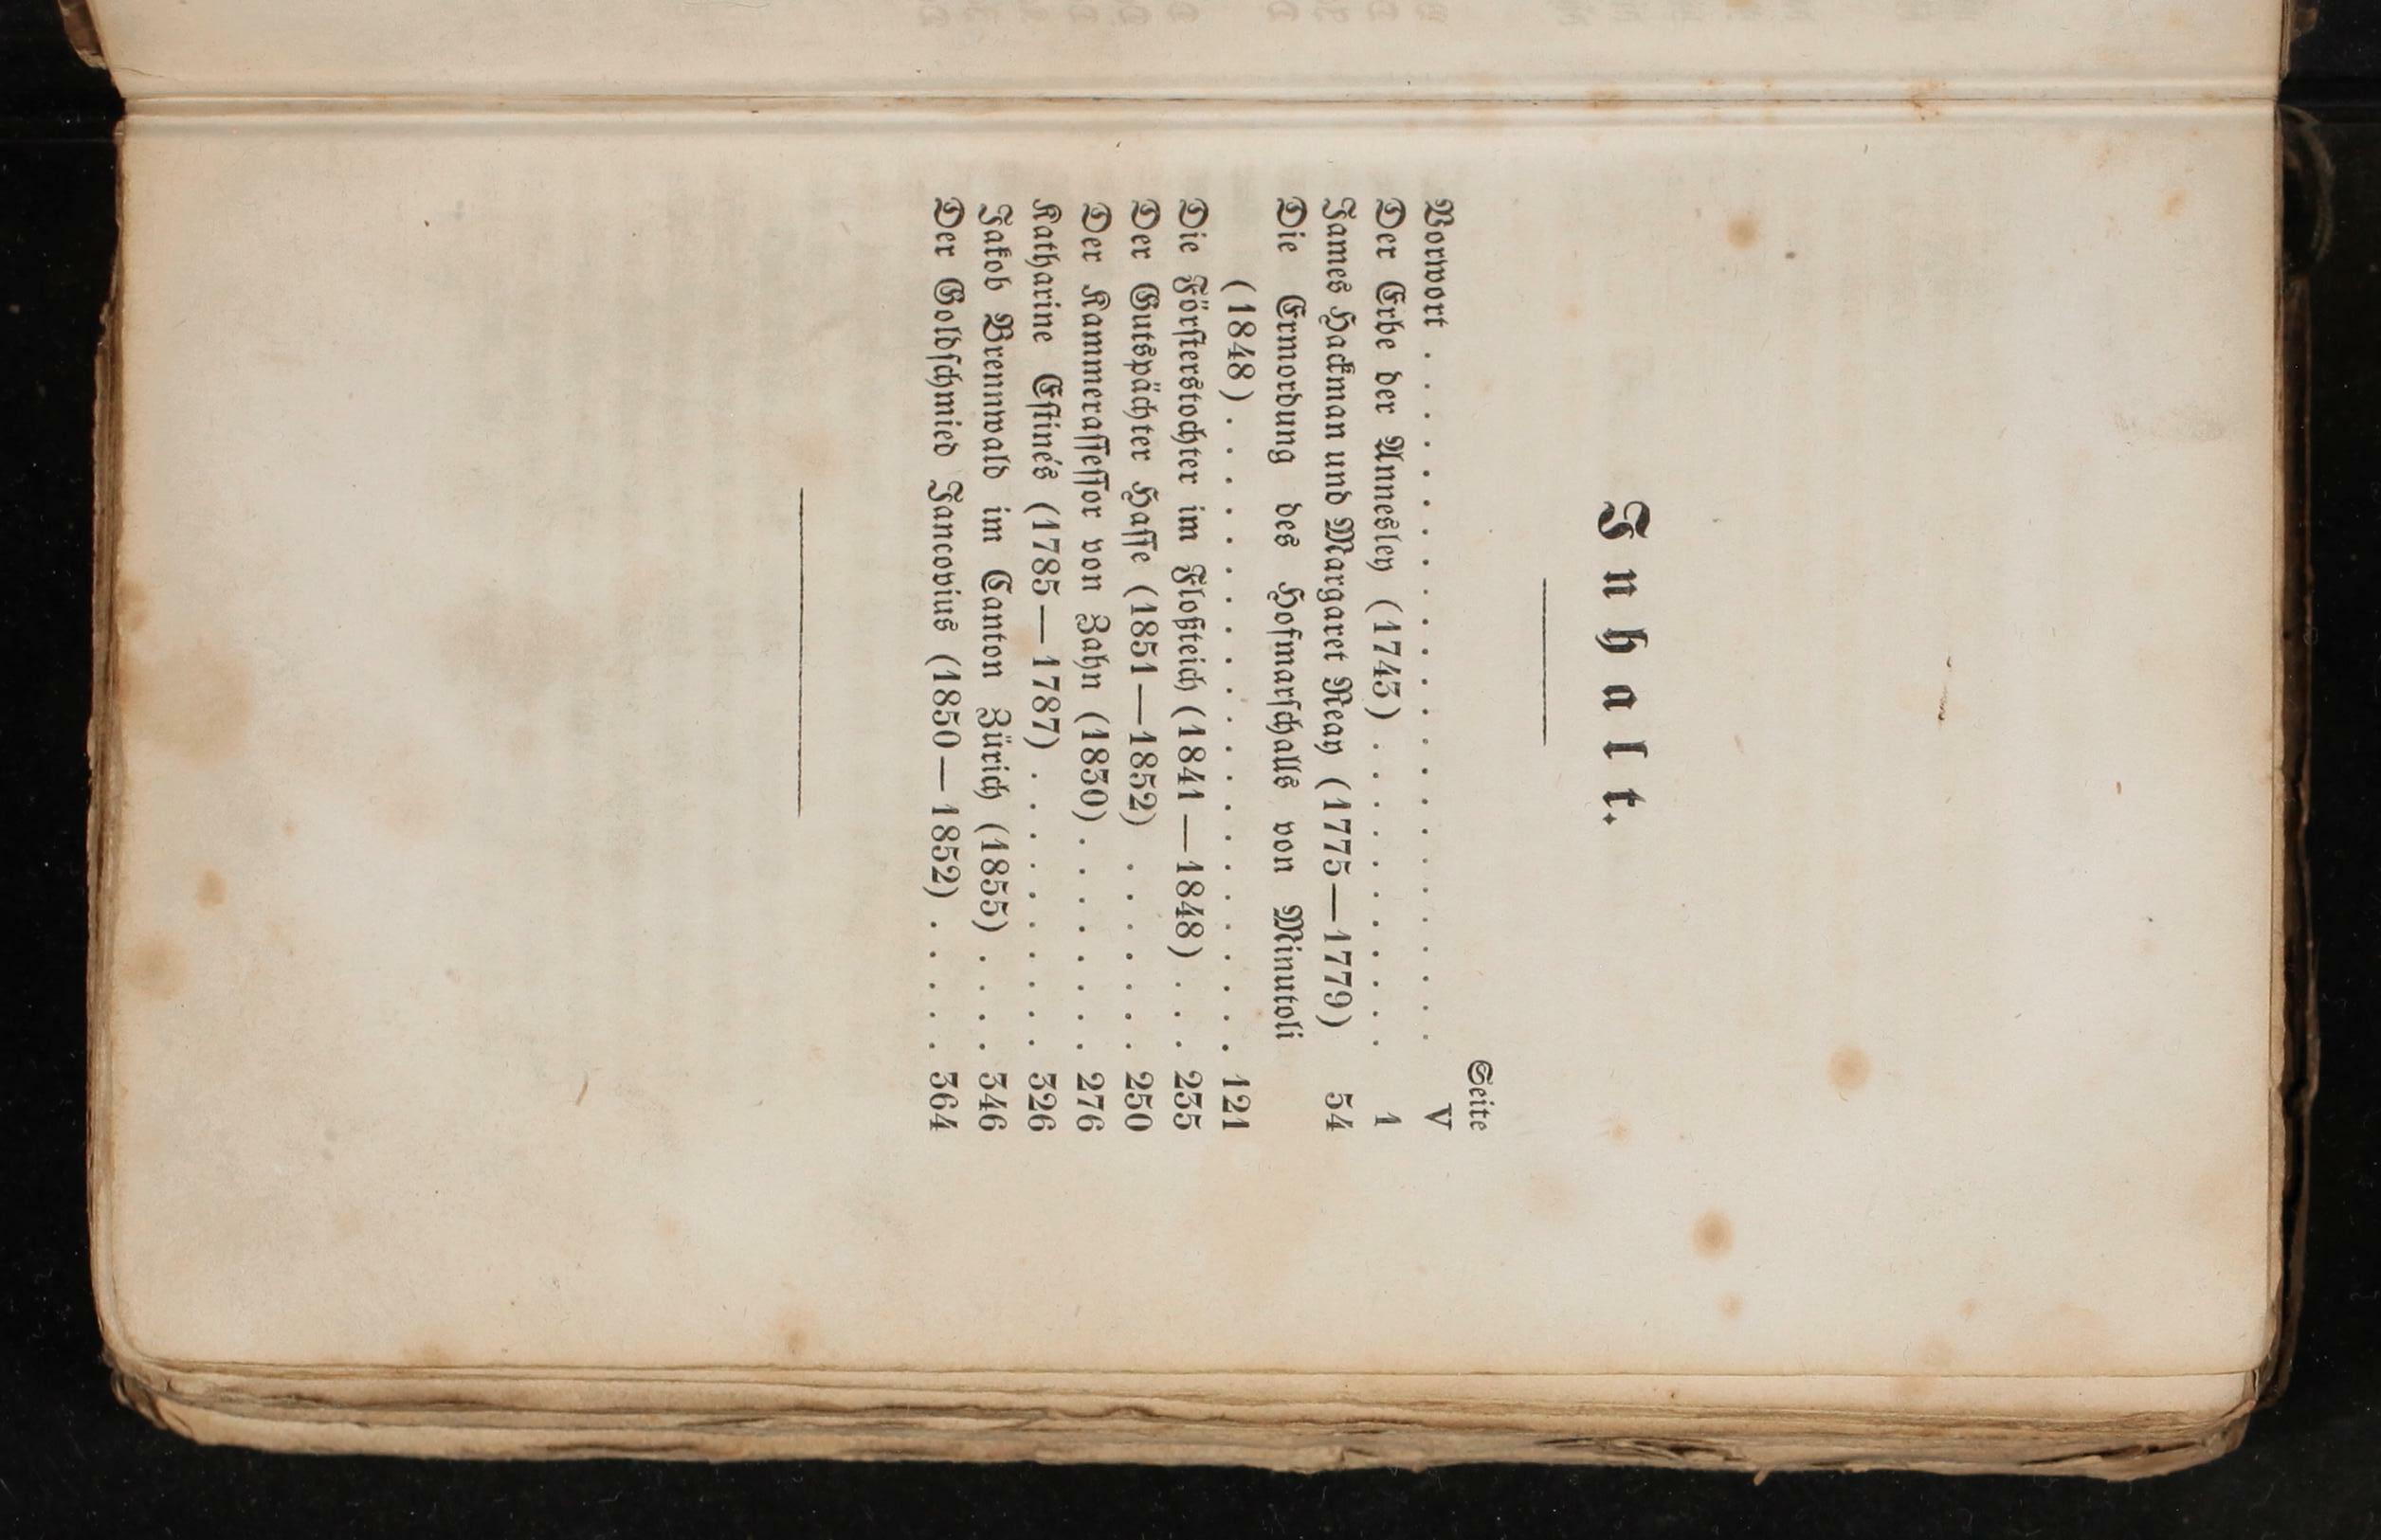 Inhalt.
Seite
Vorwort . . . . . . . . . . . . . . . . . . . . . . . . V
Der Erbe der Annesley (1743) . . . . . . . . . . . 1
James Hackman und Margaret Reay (1775—1779) 54
Die Ermordung des Hofmarschalls von Minutoli
(1848) . . . . . . . . . . . . . . . . . . . . . . 121
Die Försterstochter im Floßteich (1841—1848) . . . 235
Der Gutspächter Hasse (1851—1852) . . . . . . . 250
Der Kammerassessor von Zahn (1830) . . . . . . . . 276
Katharine Estinés (1785—1787) . . . . . . . . . . 326
Jakob Brennwald im Canton Zürich (1855) . . . . 346
Der Goldschmied Jancovius (1850—1852) . . . . . 364